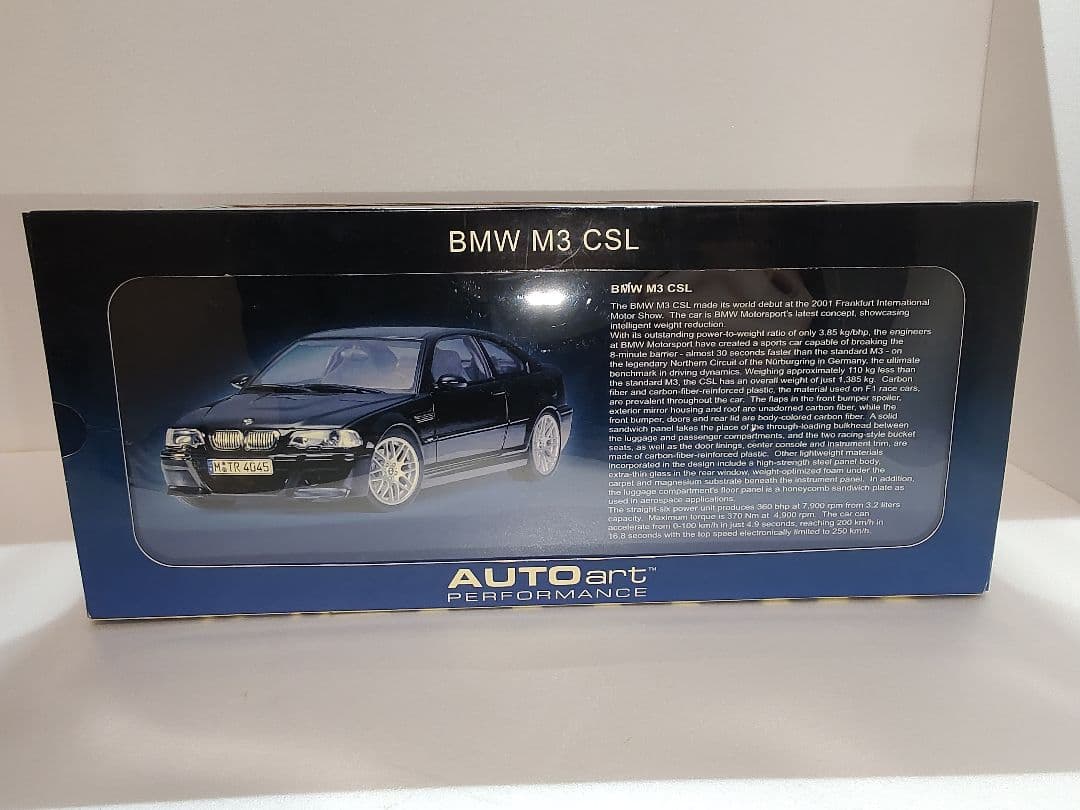 BMW M3 CSL
BMW M3 CSL
The BMW M3 CSL made its world debut at the 2001 Frankfurt International
Motor Show. The car is BMW Motorsport's latest concept, showcasing
intelligent weight reduction.
With its outstanding power-to-weight ratio of only 3.85 kg/bhp, the engineers
at BMW Motorsport have created a sports car capable of broaking the
8-minute barrier - almost 30 seconds faster than the standard M3 - on
the legendary Northern Circuit of the Nürburgring in Germany, the ultimate
benchmark in driving dynamics. Weighing approximately 110 kg less than
the standard M3, the CSL has an overall weight of just 1,385 kg. Carbon
fiber and carbon-fiber-reinforced plastic, the material used on F1 race cars,
are prevalent throughout the car. The flaps in the front bumper spoiler,
exterior mirror housing and roof are unadorned carbon fiber, while the
front bumper, doors and rear lid are body-colored carbon fiber. A solid
sandwich panel takes the place of the through-loading bulkhead between
the luggage and passenger compartments, and the two racing-style bucket
seats, as well as the door linings, center console and instrument trim, are
made of carbon-fiber-reinforced plastic. Other lightweight materials
incorporated in the design include a high-strength steel panel body,
extra-thin glass in the rear window, weight-optimized foam under the
carpet and magnesium substrate beneath the instrument panel. In addition,
the luggage compartment's floor panel is a honeycomb sandwich plate as
used in aerospace applications.
The straight-six power unit produces 360 bhp at 7,900 rpm from 3.2 liters
capacity. Maximum torque is 370 Nm at 4,900 rpm. The car can
accelerate from 0-100 km/h in just 4.9 seconds, reaching 200 km/h in
16.8 seconds with the top speed electronically limited to 250 km/h.
M TR 4045
AUTOart™
PERFORMANCE